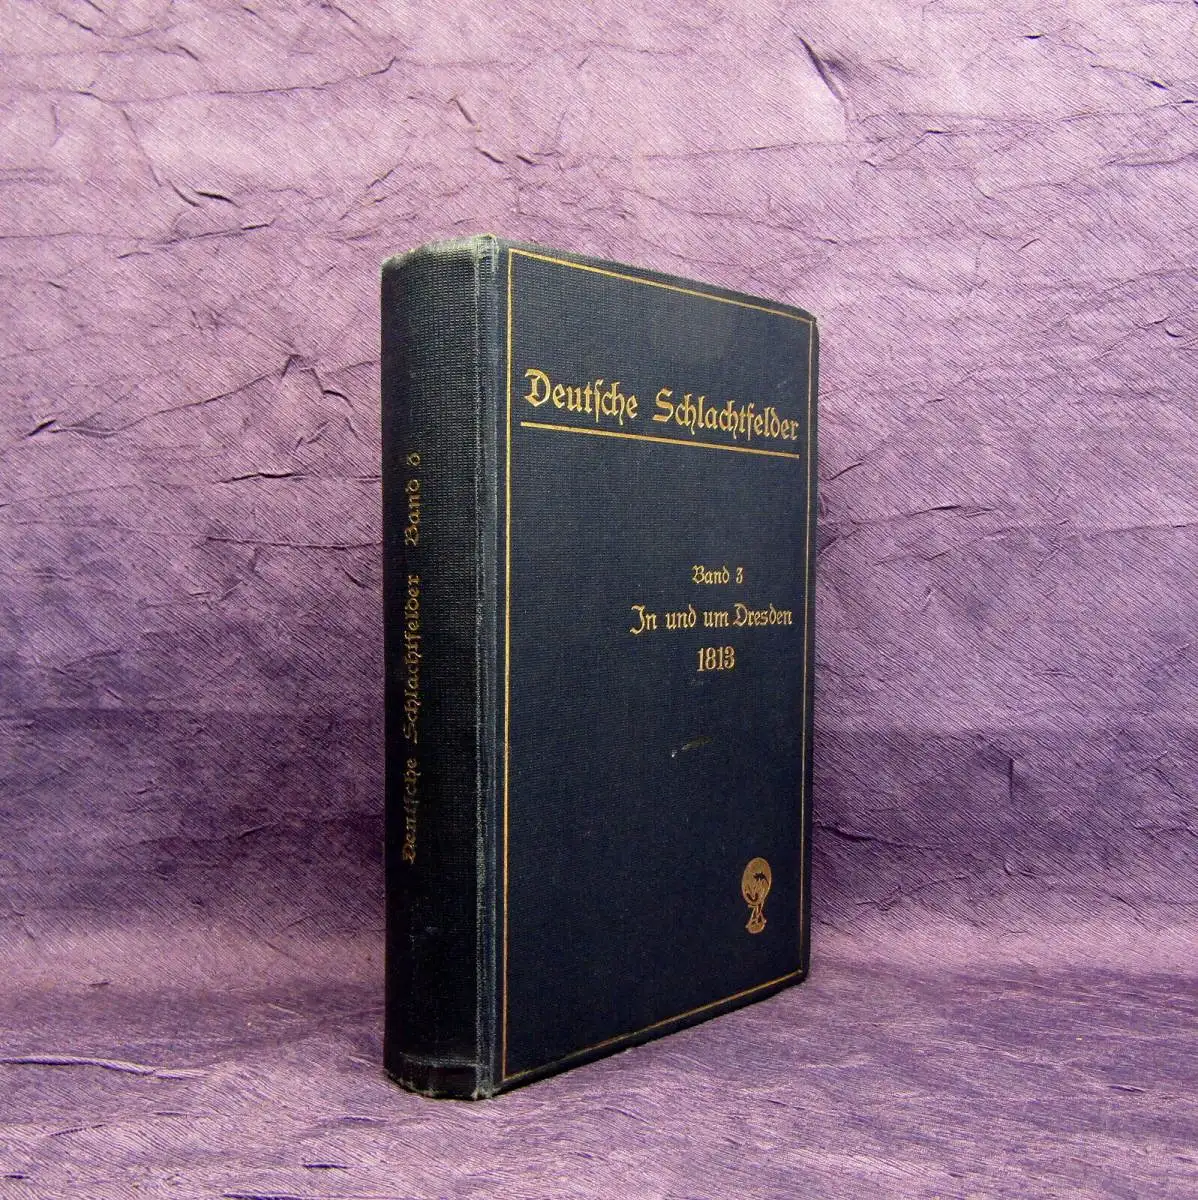 Deutſche Schlachtfelder
Band 3
In und um Dresden
1813
Deutſche Schlachtfelder Band 3